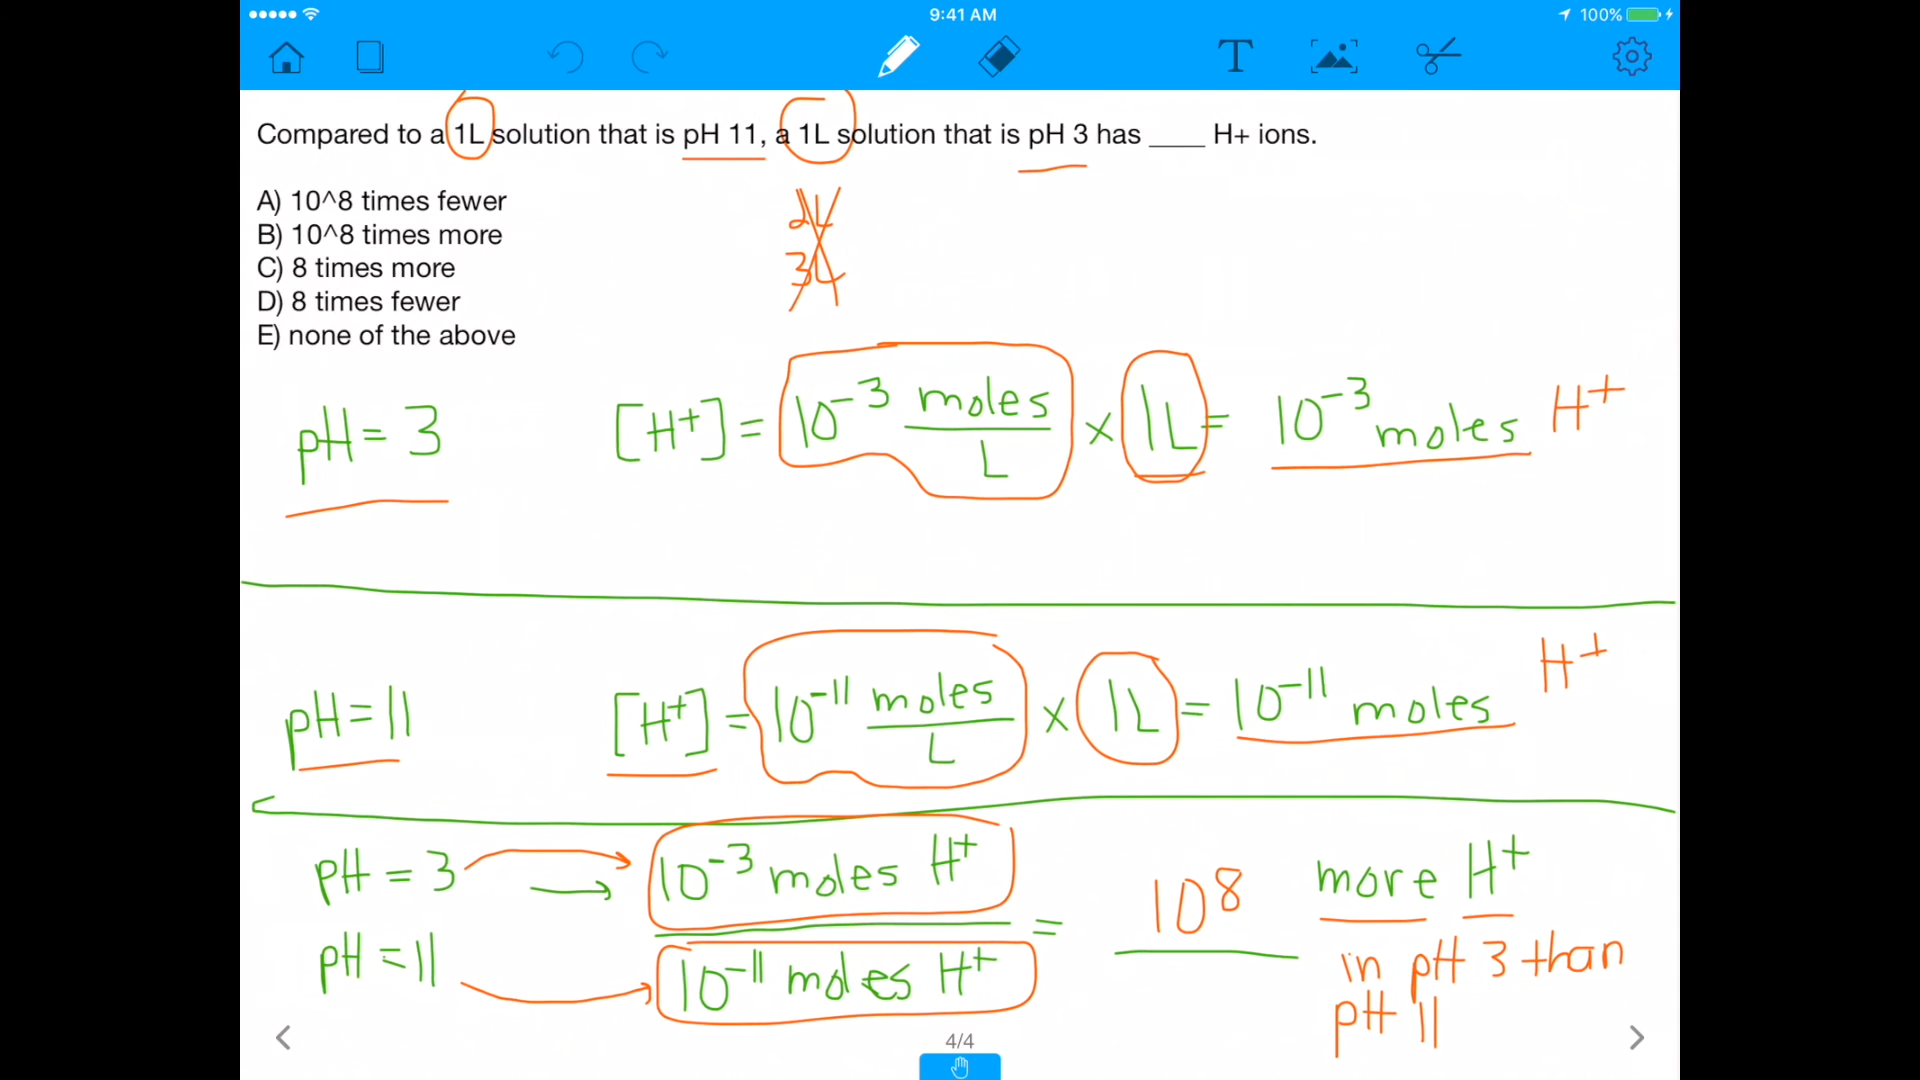 9:41 AM
100%
T
Compared to a 1L solution that is pH 11, a 1L solution that is pH 3 has ____ H+ ions.
A) 10^8 times fewer
B) 10^8 times more
C) 8 times more
D) 8 times fewer
E) none of the above
2L
3L
pH = 3 [H+] = 10⁻³ moles/L × 1L = 10⁻³ moles H+
pH = 11 [H+] = 10⁻¹¹ moles/L × 1L = 10⁻¹¹ moles H+
pH = 3 → 10⁻³ moles H+
= 10⁸ more H+
pH = 11 10⁻¹¹ moles H+
in pH 3 than
pH 11
4/4